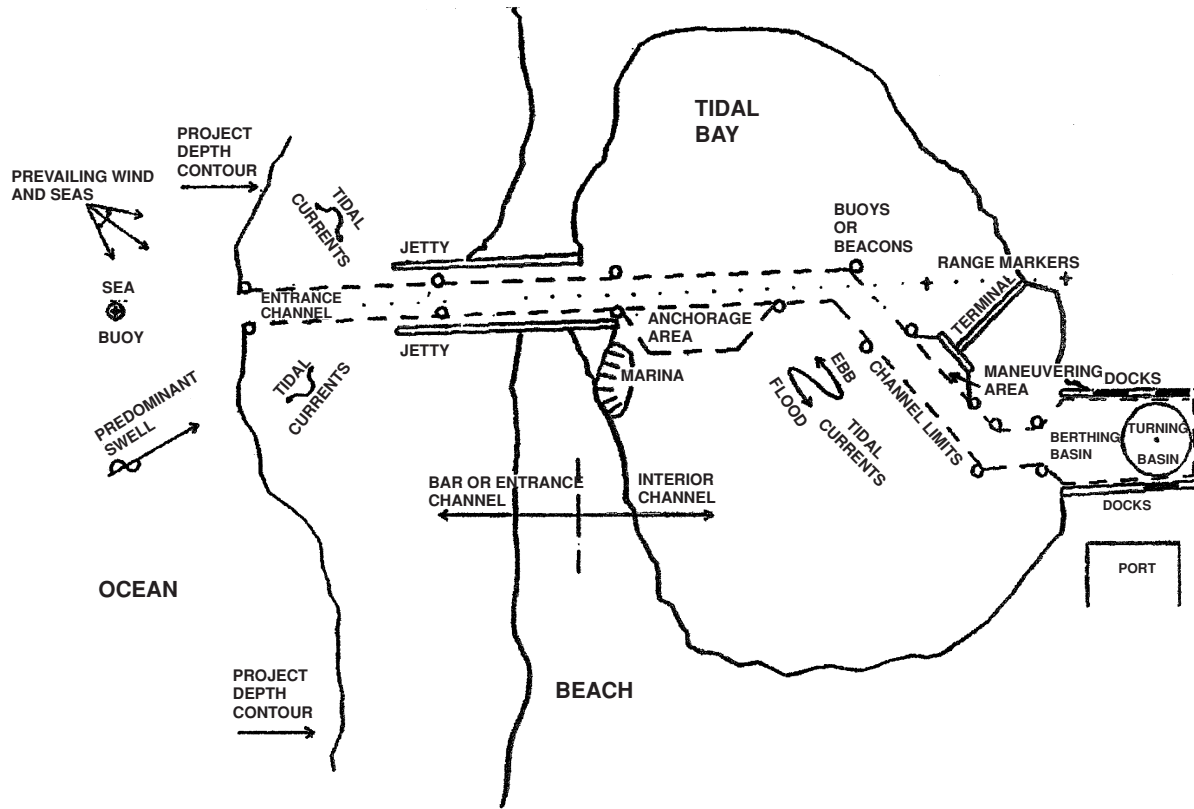 TIDAL
BAY
PROJECT
DEPTH
CONTOUR
PREVAILING WIND
AND SEAS
TIDAL
CURRENTS
BUOYS
OR
BEACONS
JETTY
RANGE MARKERS
SEA
BUOY
ENTRANCE
CHANNEL
TERMINAL
ANCHORAGE
AREA
JETTY
MARINA
TIDAL
CURRENTS
EBB
FLOOD
TIDAL
CURRENTS
CHANNEL LIMITS
MANEUVERING
AREA
DOCKS
PREDOMINANT
SWELL
BERTHING
BASIN
TURNING
BASIN
BAR OR ENTRANCE
CHANNEL
INTERIOR
CHANNEL
DOCKS
OCEAN
PORT
PROJECT
DEPTH
CONTOUR
BEACH